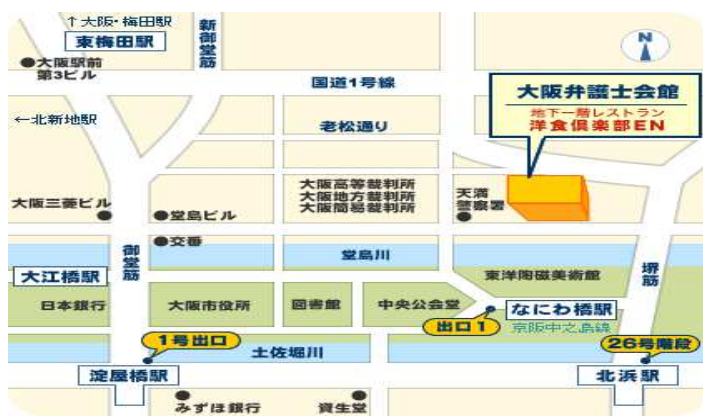 ↑大阪・梅田駅
東梅田駅
新御堂筋
N
●大阪駅前
第3ビル
国道1号線
大阪弁護士会館
地下一階レストラン
洋食倶楽部EN
←北新地駅
老松通り
大阪高等裁判所
大阪地方裁判所
大阪簡易裁判所
天満
警察署
大阪三菱ビル
●堂島ビル
●交番
御堂筋
堂島川
堺筋
大江橋駅
東洋陶磁美術館
日本銀行
大阪市役所
図書館
中央公会堂
なにわ橋駅
出口1
京阪中之島線
1号出口
土佐堀川
26号階段
淀屋橋駅
北浜駅
みずほ銀行
資生堂